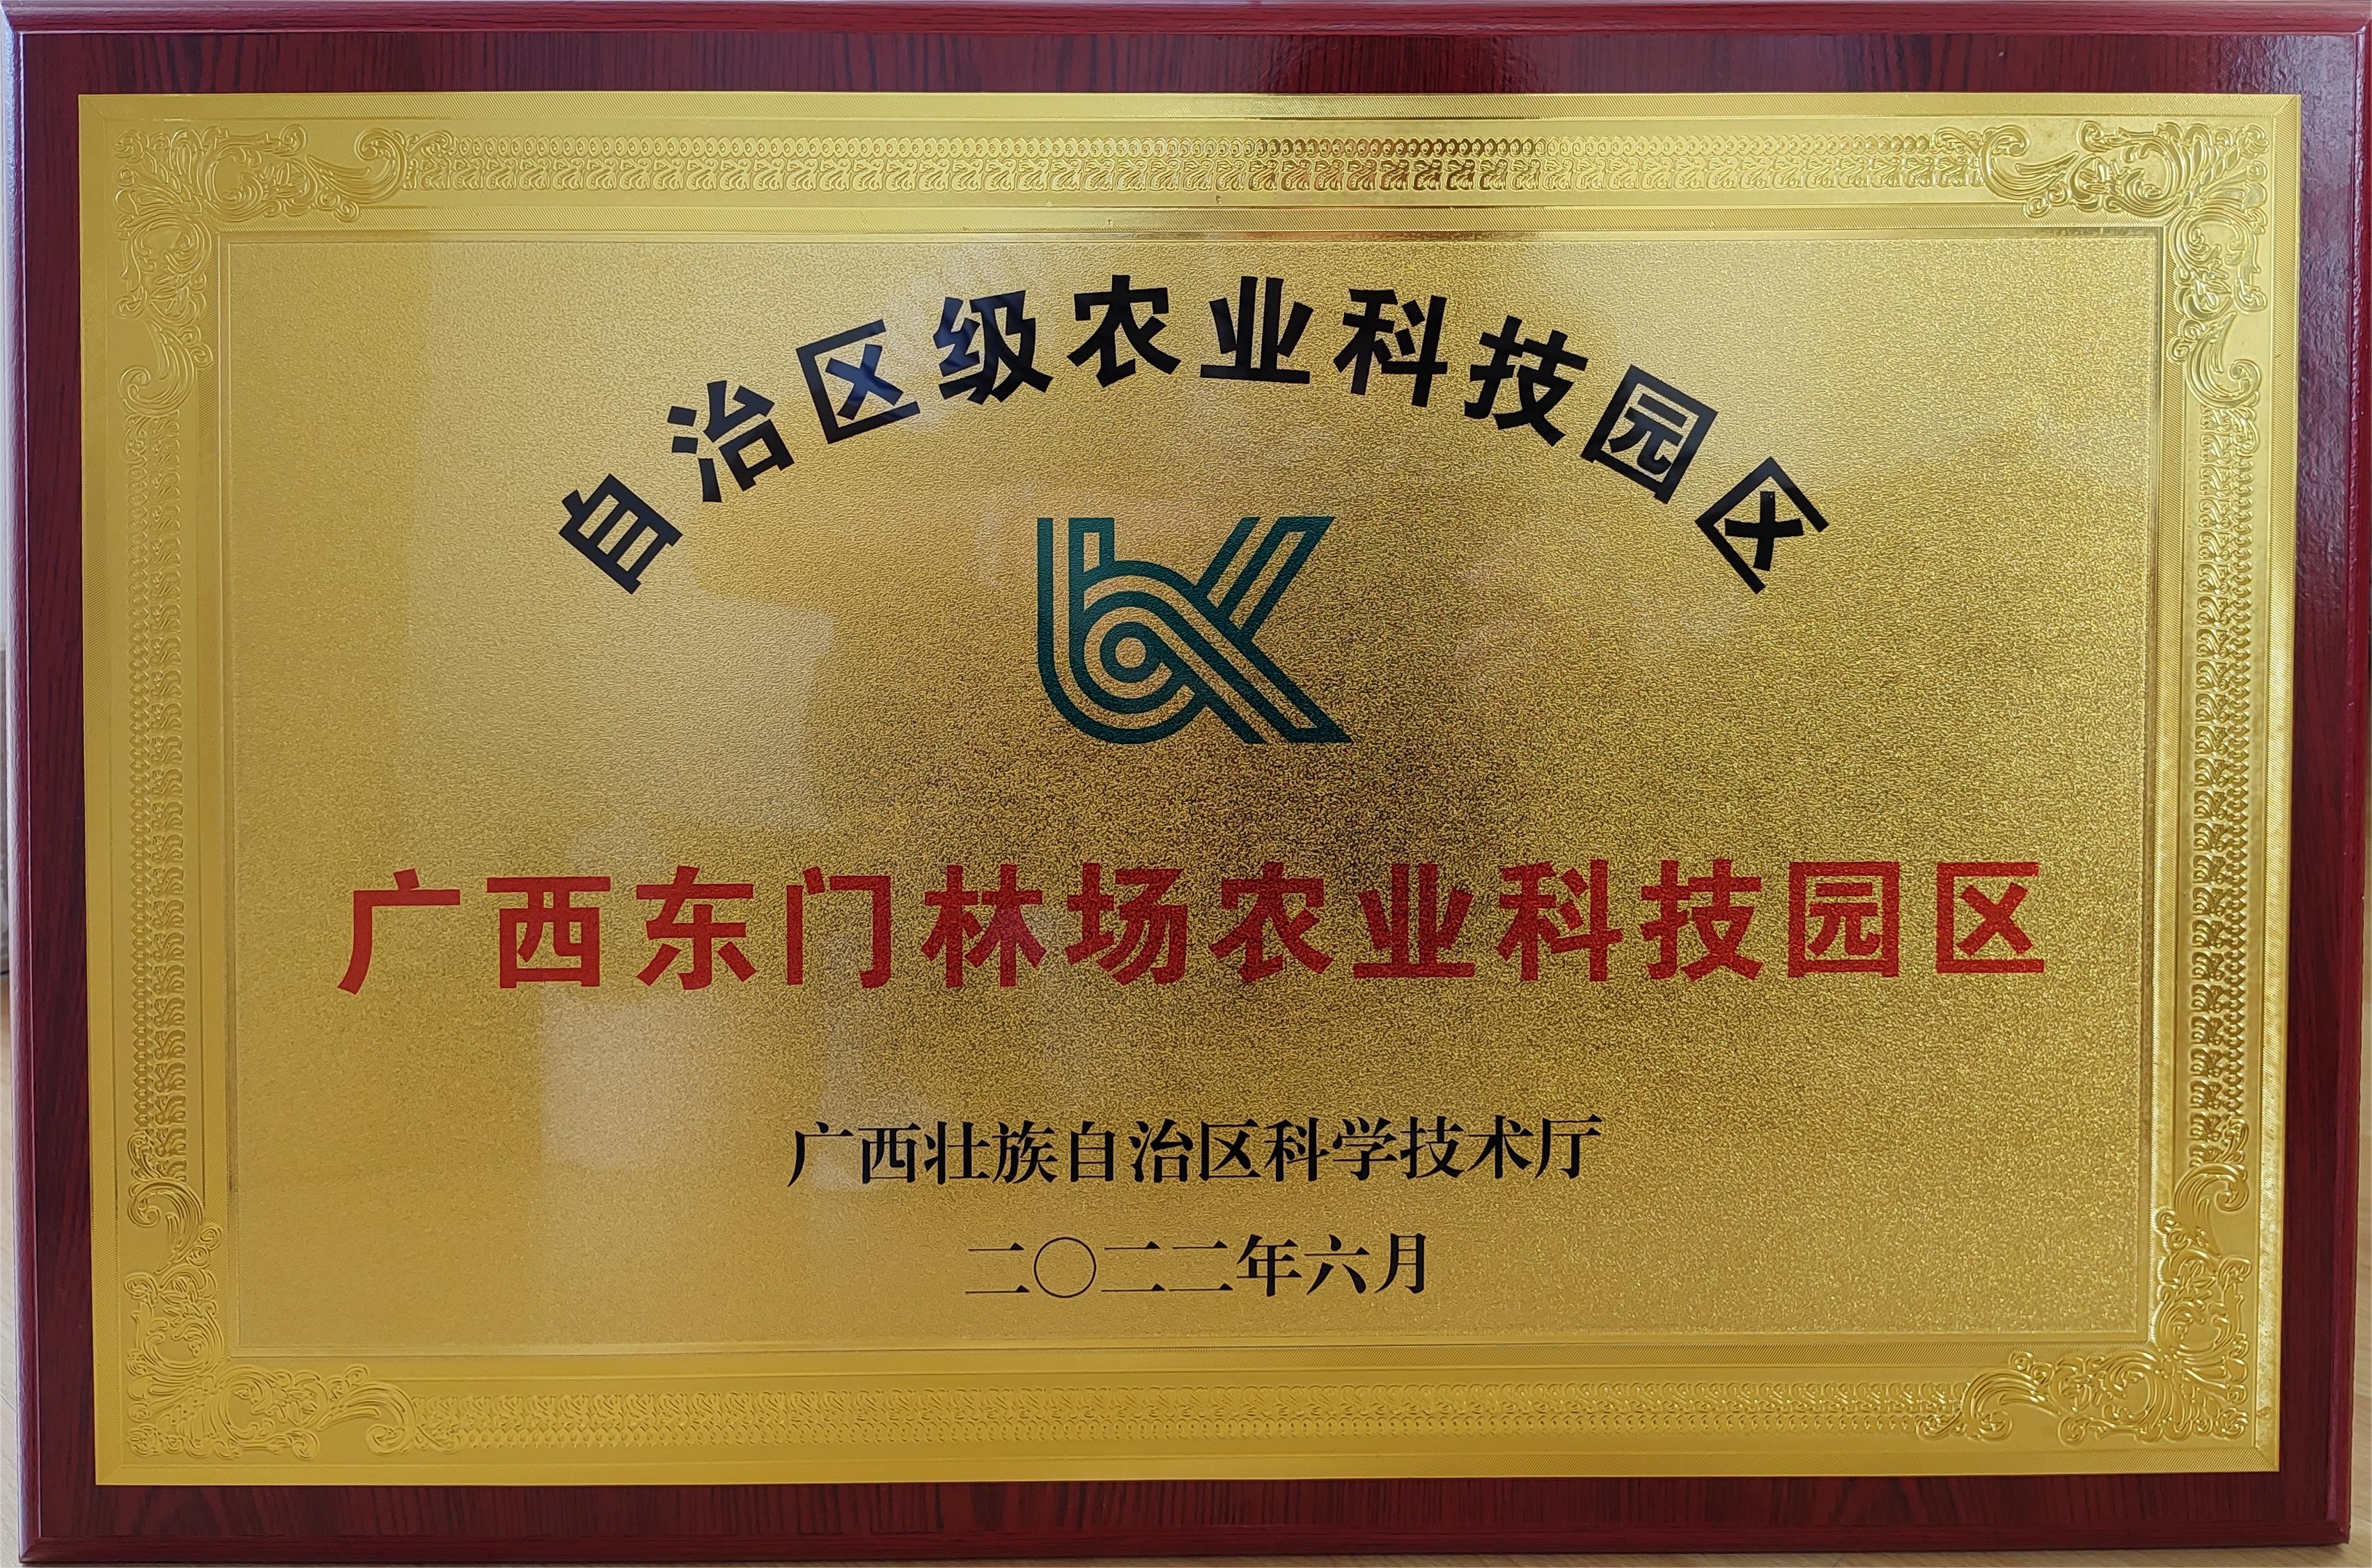 自治区级农业科技园区
广西东门林场农业科技园区
广西壮族自治区科学技术厅
二〇二二年六月